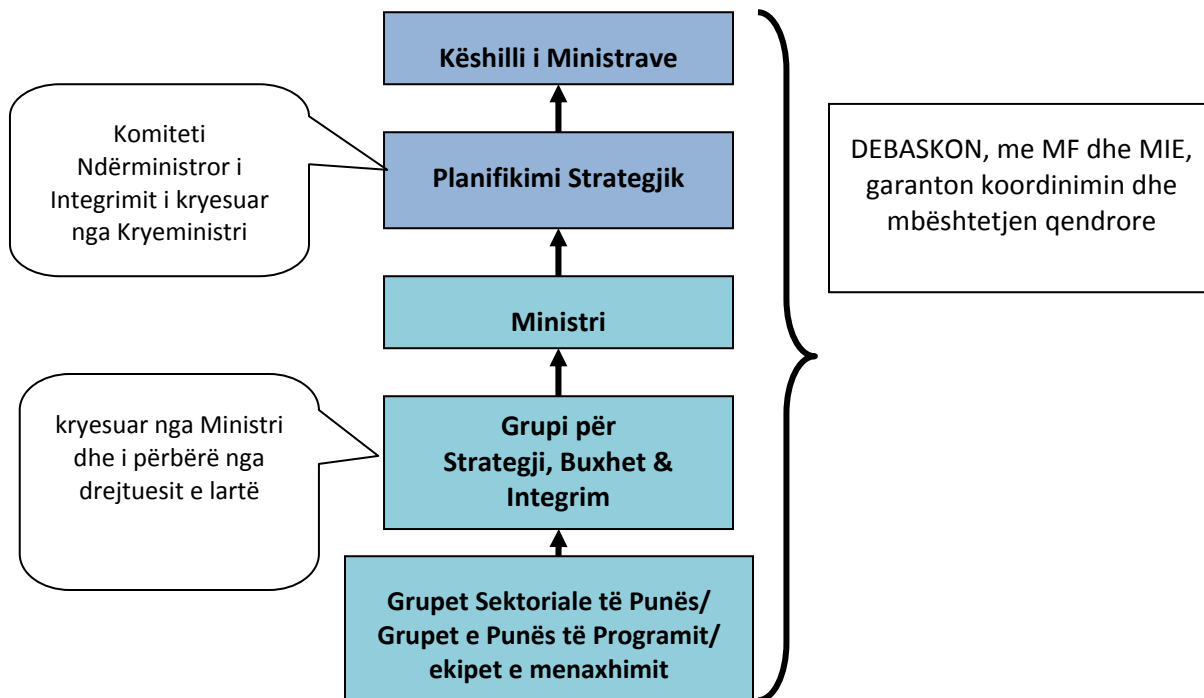 Këshilli i Ministrave
Komiteti
Ndërministror i
Integrimit i kryesuar
nga Kryeministri
Planifikimi Strategjik
DEBASKON, me MF dhe MIE,
garanton koordinimin dhe
mbështetjen qendrore
Ministri
kryesuar nga Ministri
dhe i përbërë nga
drejtuesit e lartë
Grupi për
Strategji, Buxhet &
Integrim
Grupet Sektoriale të Punës/
Grupet e Punës të Programit/
ekipet e menaxhimit